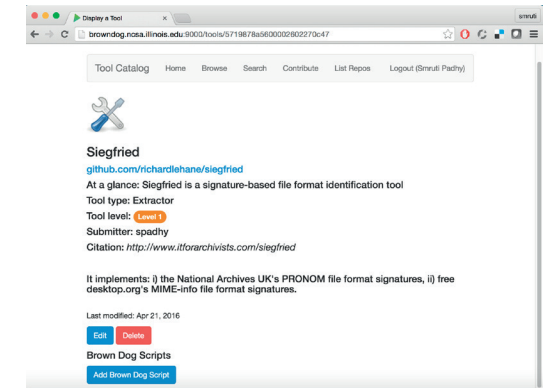 Display a Tool
smruti
browndog.ncsa.illinois.edu:9000/tools/5719878a5600002602270c47
Tool Catalog Home Browse Search Contribute List Repos Logout (Smruti Padhy)
Siegfried
github.com/richardlehane/siegfried
At a glance: Siegfried is a signature-based file format identification tool
Tool type: Extractor
Tool level: Level 1
Submitter: spadhy
Citation: http://www.itforarchivists.com/siegfried
It implements: i) the National Archives UK's PRONOM file format signatures, ii) free
desktop.org's MIME-info file format signatures.
Last modified: Apr 21, 2016
Edit Delete
Brown Dog Scripts
Add Brown Dog Script